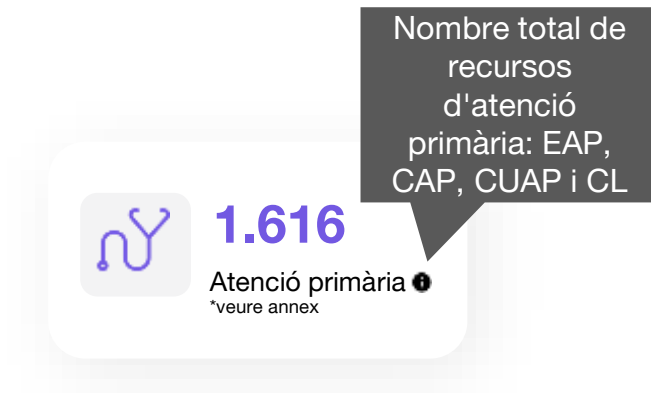 Nombre total de
recursos
d'atenció
primària: EAP,
CAP, CUAP i CL
1.616
Atenció primària
*veure annex